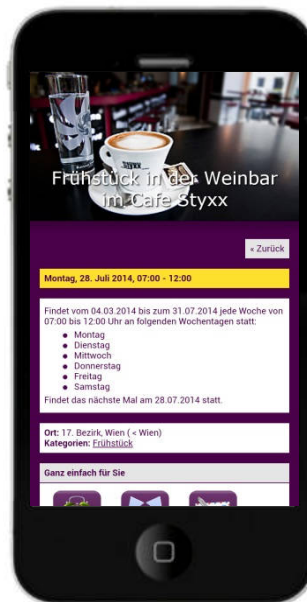 STYXX
Frühstück in der Weinbar
im Cafe Styxx
« Zurück
Montag, 28. Juli 2014, 07:00 - 12:00
Findet vom 04.03.2014 bis zum 31.07.2014 jede Woche von
07:00 bis 12:00 Uhr an folgenden Wochentagen statt:
Montag
Dienstag
Mittwoch
Donnerstag
Freitag
Samstag
Findet das nächste Mal am 28.07.2014 statt.
Ort: 17. Bezirk, Wien ( < Wien)
Kategorien: Frühstück
Ganz einfach für Sie